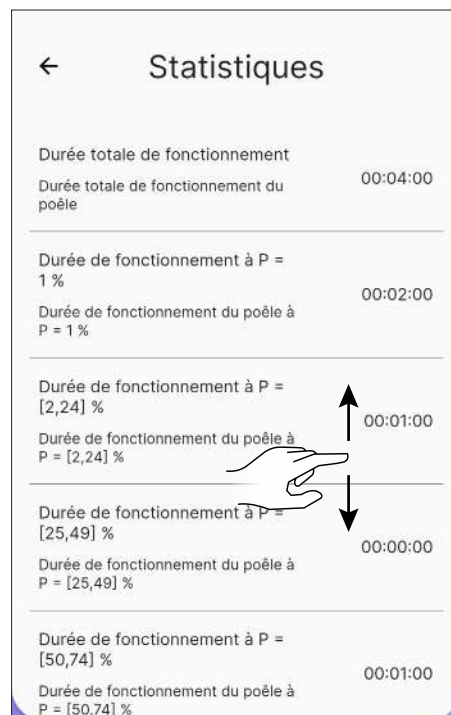 Statistiques
Durée totale de fonctionnement
Durée totale de fonctionnement du
poêle
00:04:00
Durée de fonctionnement à P =
1 %
Durée de fonctionnement du poêle à
P = 1 %
00:02:00
Durée de fonctionnement à P =
[2,24] %
Durée de fonctionnement du poêle à
P = [2,24] %
00:01:00
Durée de fonctionnement à P =
[25,49] %
Durée de fonctionnement du poêle à
P = [25,49] %
00:00:00
Durée de fonctionnement à P =
[50,74] %
Durée de fonctionnement du poêle à
P = [50,74] %
00:01:00